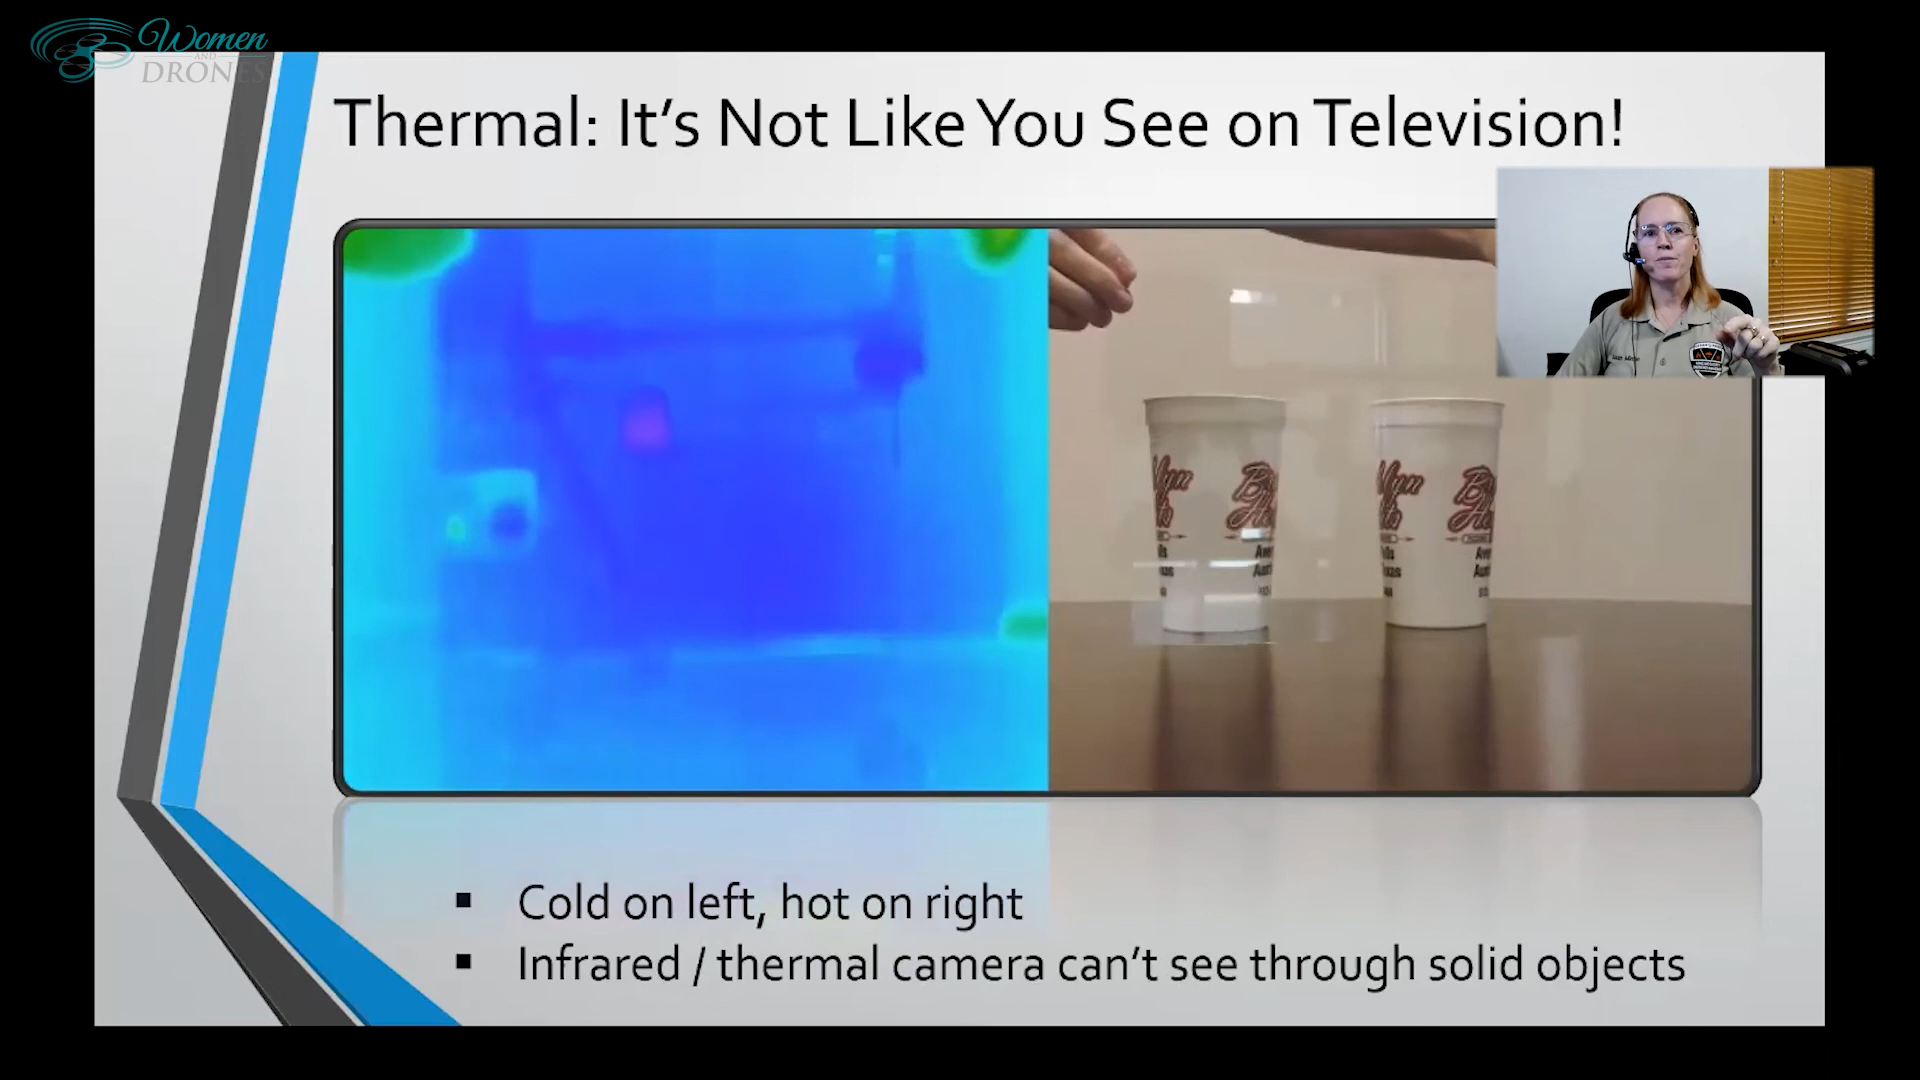 Women
AND
DRONES
Thermal: It's Not Like You See on Television!
▪ Cold on left, hot on right
▪ Infrared / thermal camera can't see through solid objects